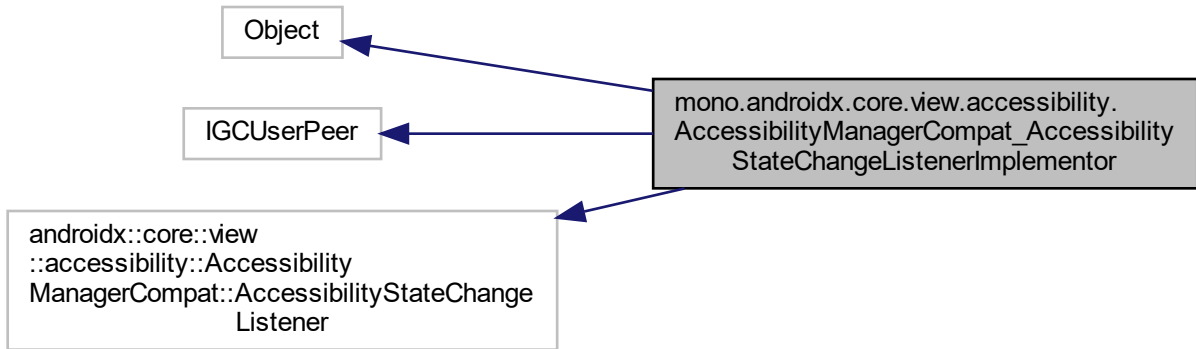 Object
IGCUserPeer
mono.androidx.core.view.accessibility.
AccessibilityManagerCompat_Accessibility
StateChangeListenerImplementor
androidx::core::view
::accessibility::Accessibility
ManagerCompat::AccessibilityStateChange
Listener